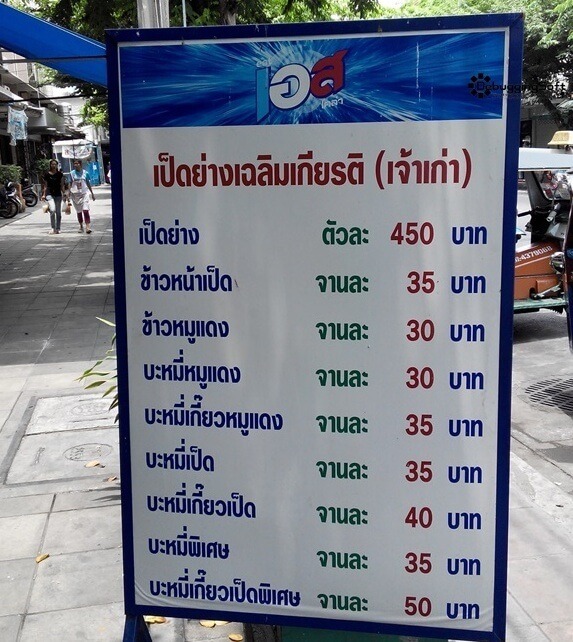 เอส
โคล่า
เป็ดย่างเฉลิมเกียรติ (เจ้าเก่า)
เป็ดย่าง ตัวละ 450 บาท
ข้าวหน้าเป็ด จานละ 35 บาท
ข้าวหมูแดง จานละ 30 บาท
บะหมี่หมูแดง จานละ 30 บาท
บะหมี่เกี๊ยวหมูแดง จานละ 35 บาท
บะหมี่เป็ด จานละ 35 บาท
บะหมี่เกี๊ยวเป็ด จานละ 40 บาท
บะหมี่พิเศษ จานละ 35 บาท
บะหมี่เกี๊ยวเป็ดพิเศษ จานละ 50 บาท